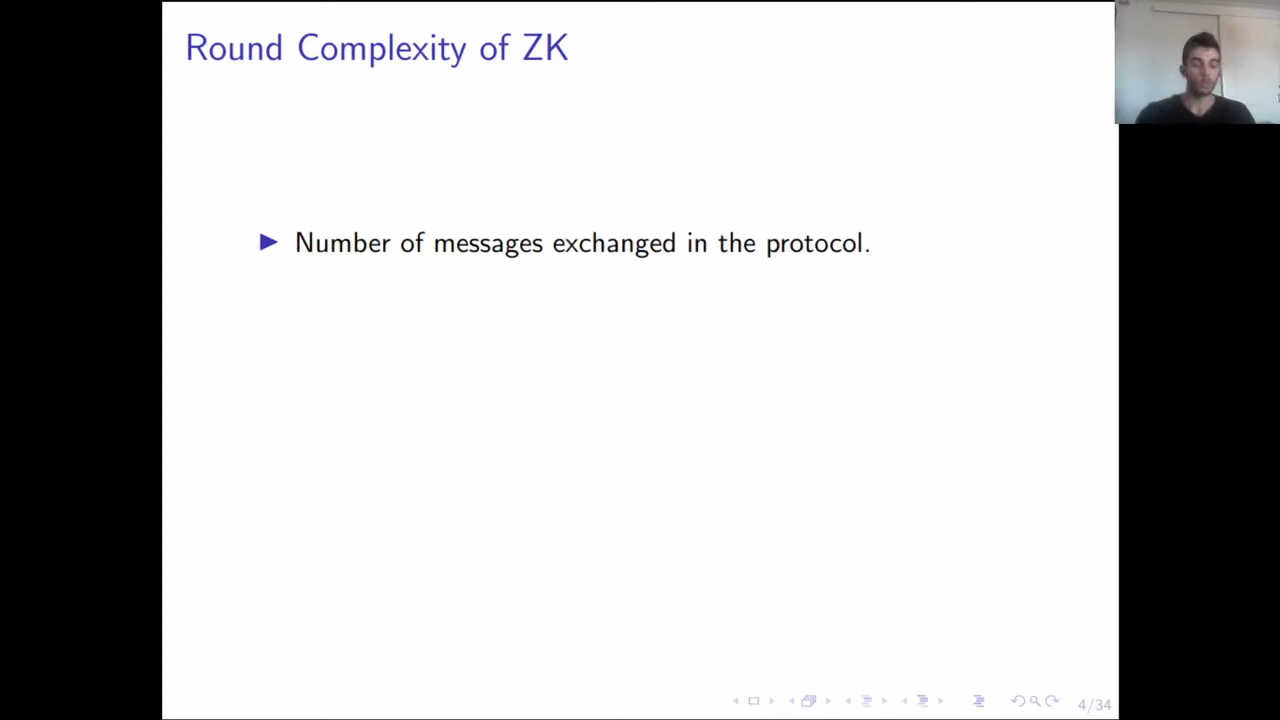 Round Complexity of ZK
Number of messages exchanged in the protocol.
4/34